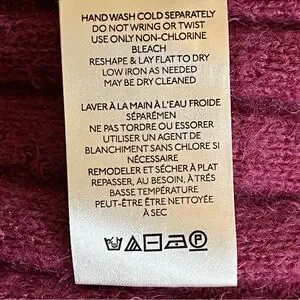 HAND WASH COLD SEPARATELY
DO NOT WRING OR TWIST
USE ONLY NON-CHLORINE
BLEACH
RESHAPE & LAY FLAT TO DRY
LOW IRON AS NEEDED
MAY BE DRY CLEANED
LAVER À LA MAIN À L'EAU FROIDE
SÉPARÉMEN
NE PAS TORDRE OU ESSORER
UTILISER UN AGENT DE
BLANCHIMENT SANS CHLORE SI
NÉCESSAIRE
REMODELER ET SÉCHER À PLAT
REPASSER, AU BESOIN, À TRÈS
BASSE TEMPÉRATURE
PEUT-ÊTRE ÊTRE NETTOYÉE
À SEC